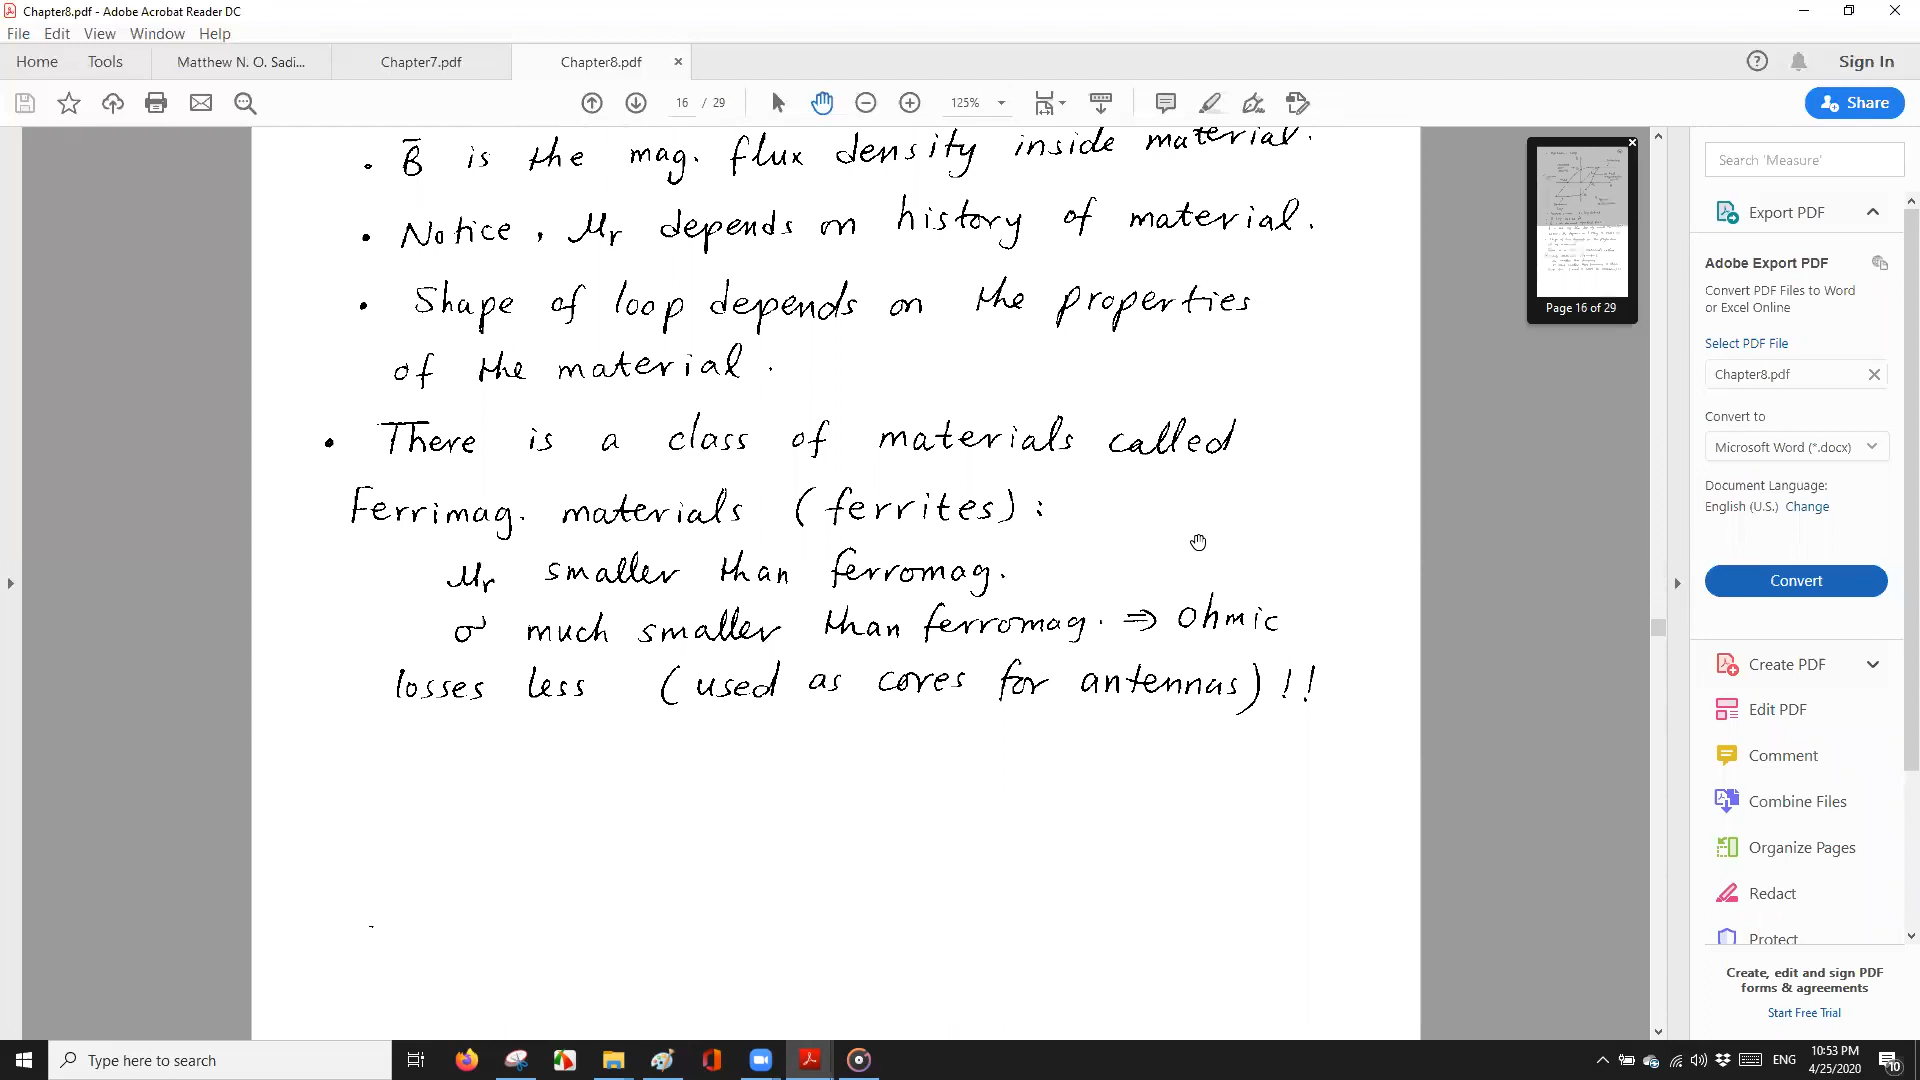 Chapter8.pdf - Adobe Acrobat Reader DC
File Edit View Window Help
Home Tools Matthew N. O. Sadi... Chapter7.pdf Chapter8.pdf × Sign In
16 / 29 125% Share
. B̄ is the mag. flux density inside material.
. Notice, μr depends on history of material.
. Shape of loop depends on the properties
of the material.
. There is a class of materials called
Ferrimag. materials (ferrites):
μr smaller than ferromag.
σ much smaller than ferromag. ⇒ Ohmic
losses less (used as cores for antennas)!!
Page 16 of 29
Search 'Measure'
Export PDF
Adobe Export PDF
Convert PDF Files to Word
or Excel Online
Select PDF File
Chapter8.pdf
Convert to
Microsoft Word (*.docx)
Document Language:
English (U.S.) Change
Convert
Create PDF
Edit PDF
Comment
Combine Files
Organize Pages
Redact
Protect
Create, edit and sign PDF
forms & agreements
Start Free Trial
Type here to search
ENG
10:53 PM
4/25/2020
10